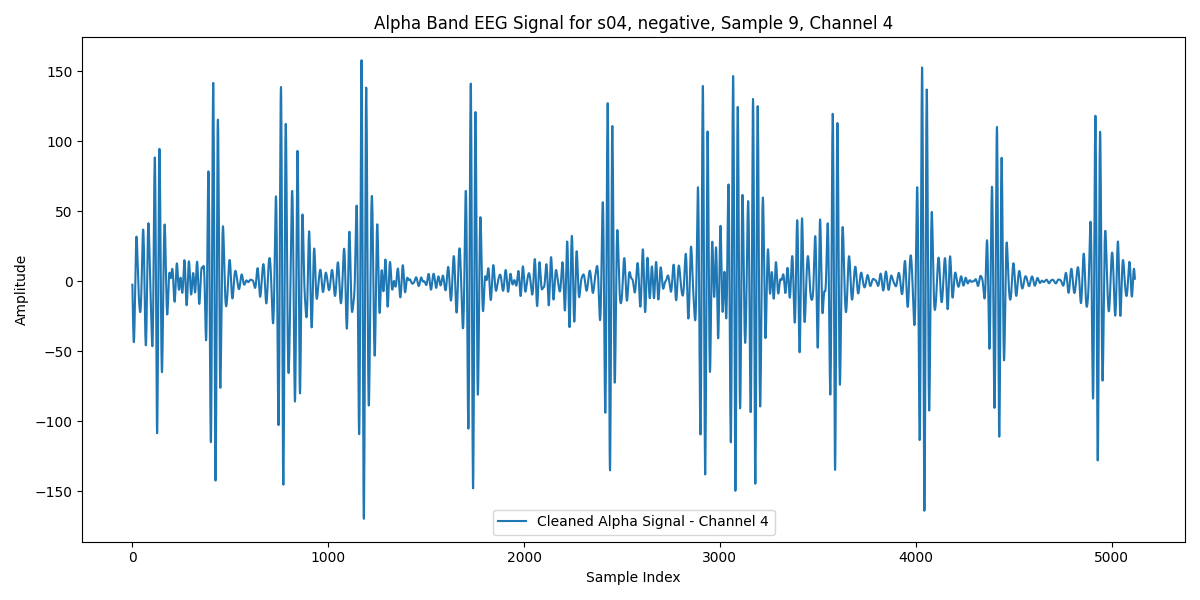 Alpha Band EEG Signal for s04, negative, Sample 9, Channel 4
Amplitude
150
100
50
0
−50
−100
−150
Cleaned Alpha Signal - Channel 4
0 1000 2000 3000 4000 5000
Sample Index